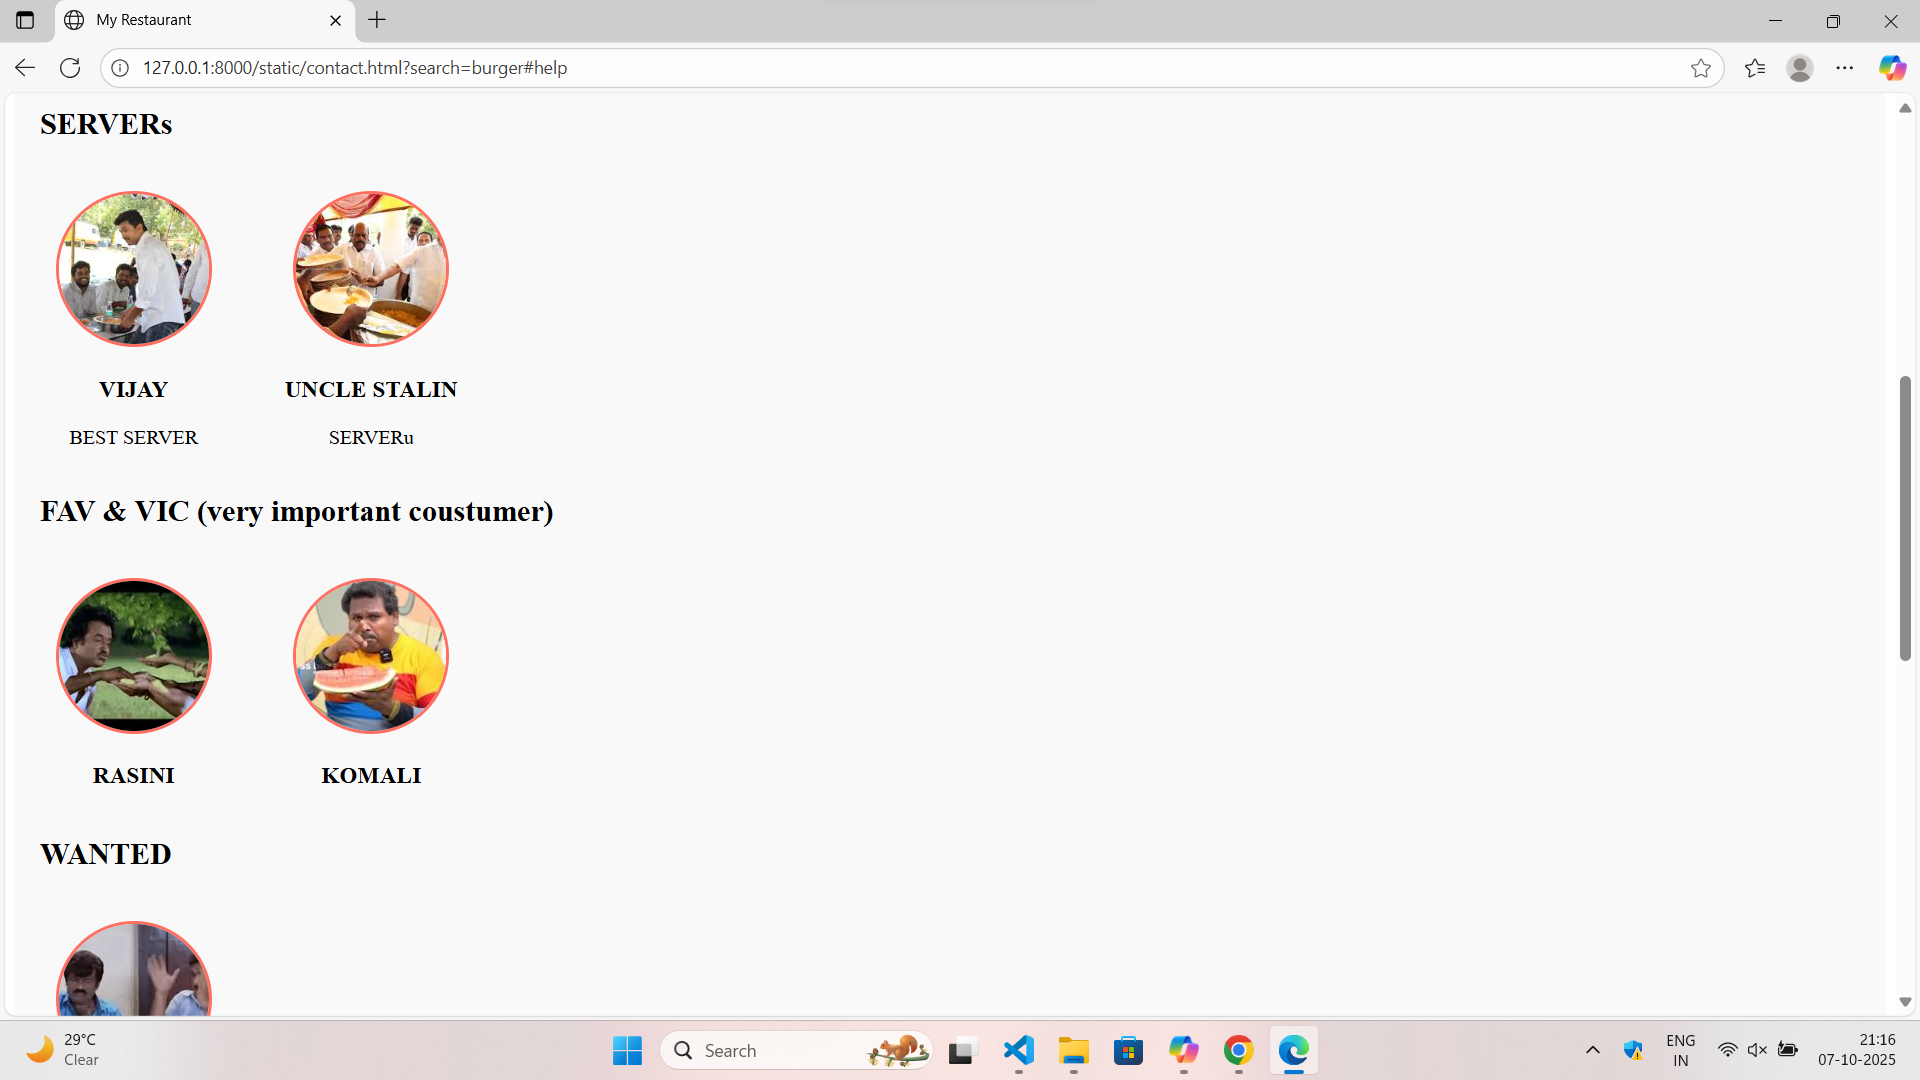 My Restaurant
127.0.0.1:8000/static/contact.html?search=burger#help
SERVERs
VIJAY
UNCLE STALIN
BEST SERVER
SERVERu
FAV & VIC (very important coustumer)
RASINI
KOMALI
WANTED
29°C
Clear
Search
ENG
IN
21:16
07-10-2025